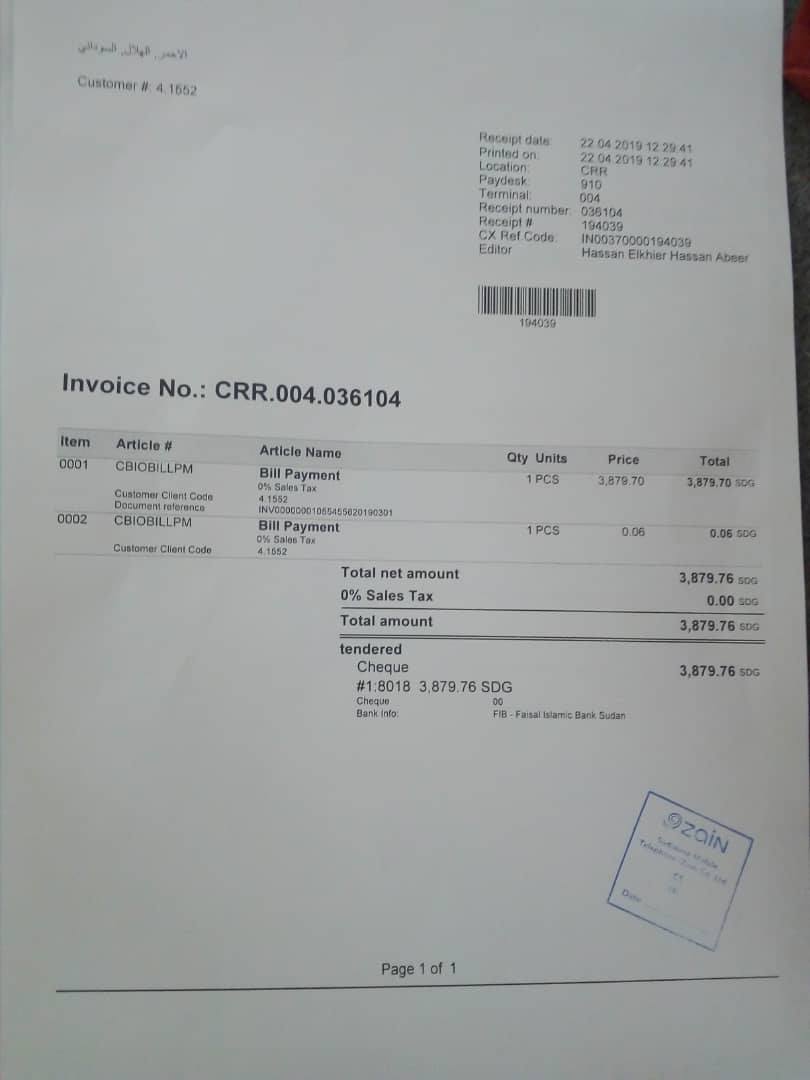 الاحمر, الهلال, السوداني
Customer #: 4.1552
Receipt date: 22.04.2019 12:29:41
Printed on: 22.04.2019 12:29:41
Location: CRR
Paydesk: 910
Terminal: 004
Receipt number: 036104
Receipt # 194039
CX Ref Code: IN00370000194039
Editor Hassan Elkhier Hassan Abeer
194039
Invoice No.: CRR.004.036104
Item Article # Article Name Qty Units Price Total
0001 CBIOBILLPM Bill Payment 1 PCS 3,879.70 3,879.70 SDG
0% Sales Tax
Customer Client Code 4.1552
Document reference INV0000001055455620190301
0002 CBIOBILLPM Bill Payment 1 PCS 0.06 0.06 SDG
0% Sales Tax
Customer Client Code 4.1552
Total net amount 3,879.76 SDG
0% Sales Tax 0.00 SDG
Total amount 3,879.76 SDG
tendered
Cheque 3,879.76 SDG
#1:8018 3,879.76 SDG
Cheque 00
Bank Info: FIB - Faisal Islamic Bank Sudan
zain
Sudanese Mobile
Telephone (Zain) Co. Ltd
Date
Page 1 of 1